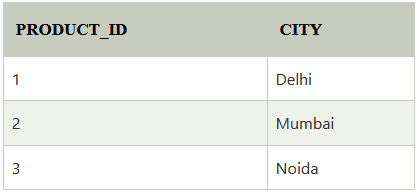 PRODUCT_ID CITY
1 Delhi
2 Mumbai
3 Noida